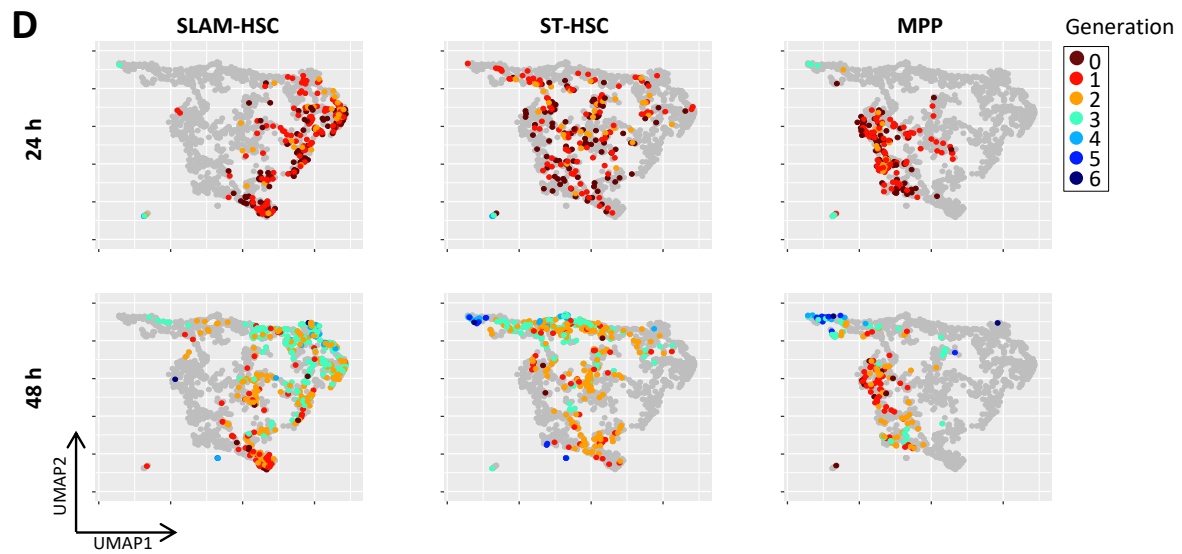 D
SLAM-HSC
ST-HSC
MPP
Generation
0
1
2
3
4
5
6
24 h
48 h
UMAP2
UMAP1